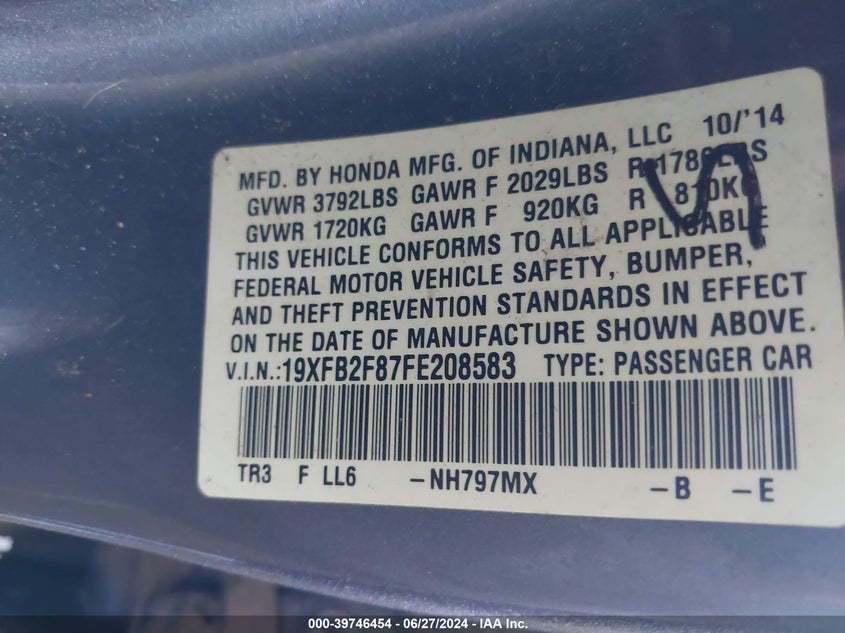 MFD. BY HONDA MFG. OF INDIANA, LLC 10/'14
GVWR 3792LBS GAWR F 2029LBS R
GVWR 1720KG GAWR F 920KG R 810KG
THIS VEHICLE CONFORMS TO ALL APPLICABLE
FEDERAL MOTOR VEHICLE SAFETY, BUMPER,
AND THEFT PREVENTION STANDARDS IN EFFECT
ON THE DATE OF MANUFACTURE SHOWN ABOVE.
V.I.N.:19XFB2F87FE208583 TYPE: PASSENGER CAR
TR3 F LL6 -NH797MX -B -E
000-39746454 - 06/27/2024 - IAA Inc.